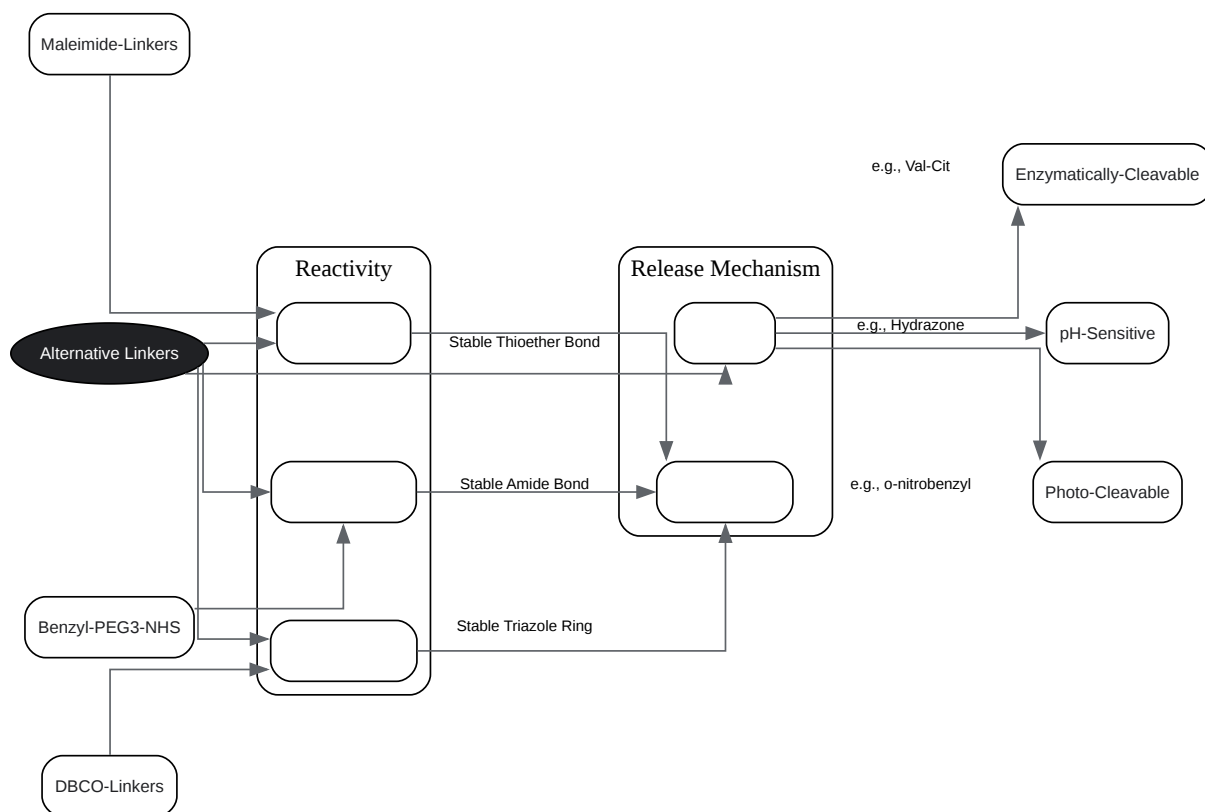 Maleimide-Linkers
e.g., Val-Cit
Enzymatically-Cleavable
Reactivity
Release Mechanism
Alternative Linkers
Stable Thioether Bond
e.g., Hydrazone
pH-Sensitive
Stable Amide Bond
e.g., o-nitrobenzyl
Photo-Cleavable
Benzyl-PEG3-NHS
Stable Triazole Ring
DBCO-Linkers